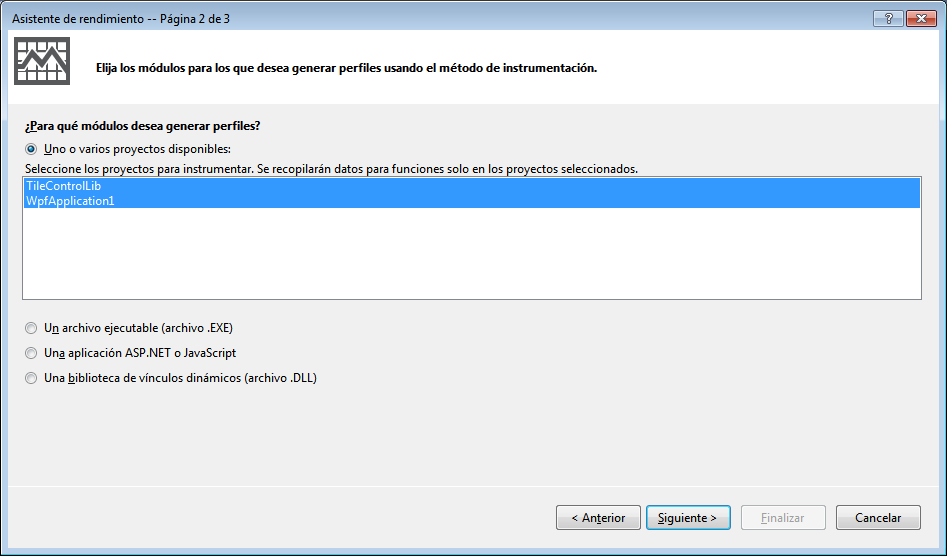 Asistente de rendimiento -- Página 2 de 3
?
Elija los módulos para los que desea generar perfiles usando el método de instrumentación.
¿Para qué módulos desea generar perfiles?
Uno o varios proyectos disponibles:
Seleccione los proyectos para instrumentar. Se recopilarán datos para funciones solo en los proyectos seleccionados.
TileControlLib
WpfApplication1
Un archivo ejecutable (archivo .EXE)
Una aplicación ASP.NET o JavaScript
Una biblioteca de vínculos dinámicos (archivo .DLL)
< Anterior Siguiente > Finalizar Cancelar